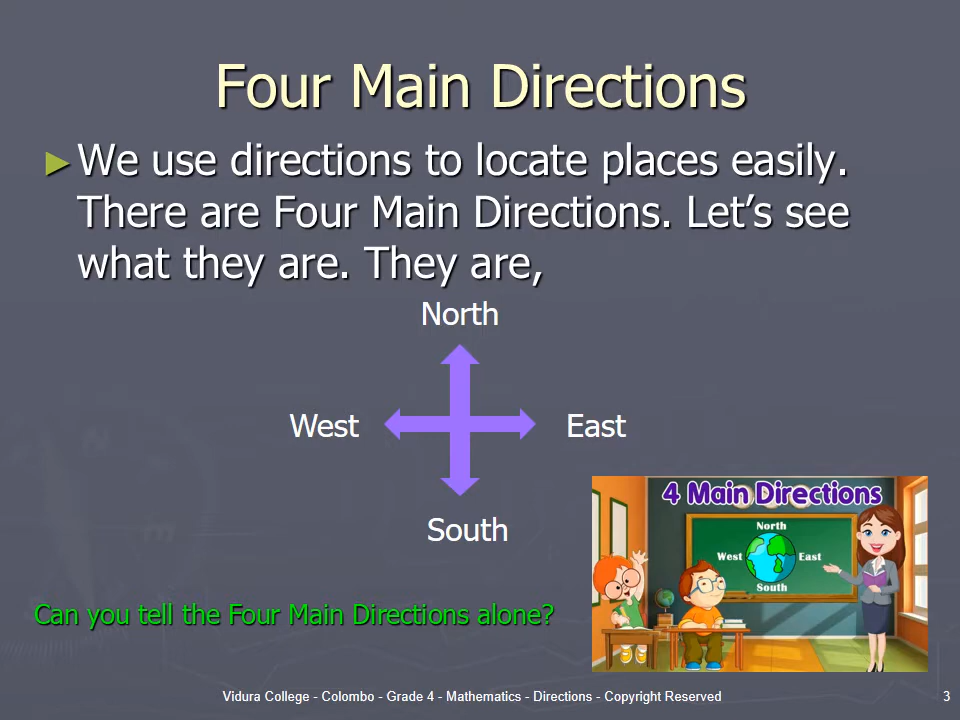 Four Main Directions
► We use directions to locate places easily.
There are Four Main Directions. Let’s see
what they are. They are,
North
West
East
South
4 Main Directions
North
West
East
South
Can you tell the Four Main Directions alone?
Vidura College - Colombo - Grade 4 - Mathematics - Directions - Copyright Reserved
3